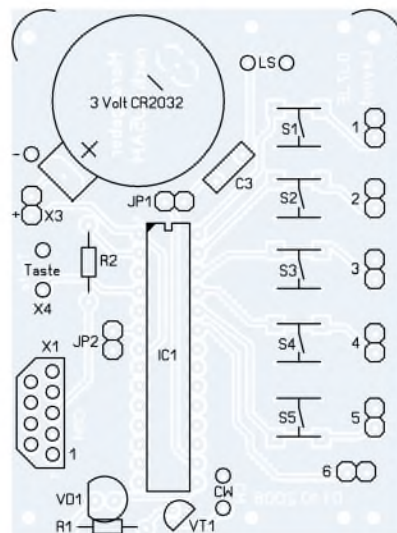 3 Volt CR2032
LS
S1
1
-
C3
JP1
S2
2
+
X3
R2
Taste
S3
3
X4
X1
JP2
IC1
S4
4
S5
5
1
6
VD1
CW
R1
VT1